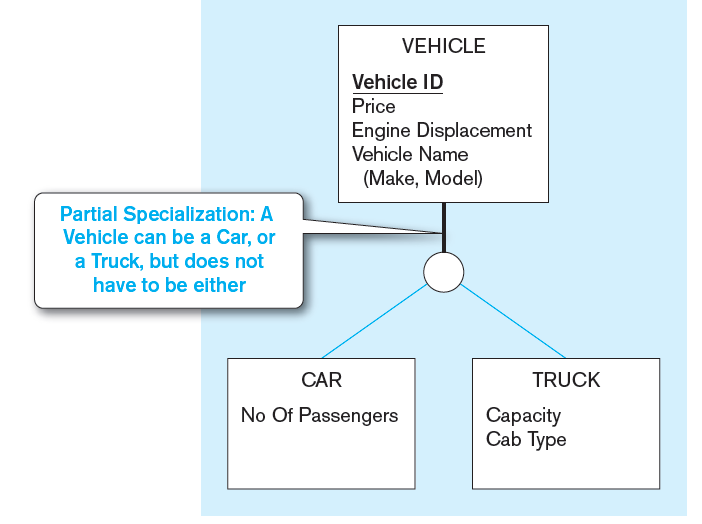 VEHICLE
Vehicle ID
Price
Engine Displacement
Vehicle Name
(Make, Model)
Partial Specialization: A
Vehicle can be a Car, or
a Truck, but does not
have to be either
CAR
No Of Passengers
TRUCK
Capacity
Cab Type